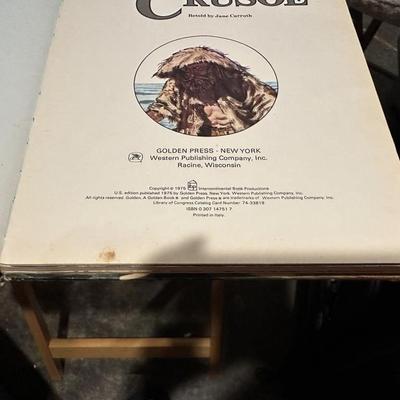 CRUSOE
Retold by Jane Carruth
GOLDEN PRESS - NEW YORK
Western Publishing Company, Inc.
Racine, Wisconsin
Copyright © 1975 Intercontinental Book Productions
U.S. edition published 1975 by Golden Press, New York, Western Publishing Company, Inc.
All rights reserved. Golden, A Golden Book® and Golden Press® are trademarks of Western Publishing Company, Inc.
Library of Congress Catalog Card Number 74-33819
ISBN 0 307 14751 7
Printed in Italy.